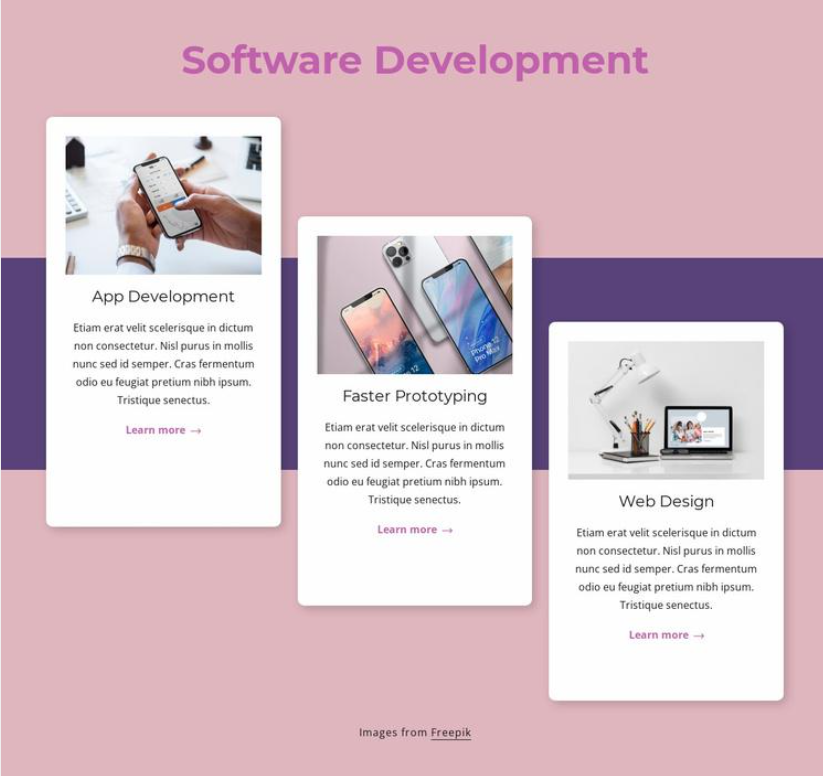 Software Development
App Development
Etiam erat velit scelerisque in dictum
non consectetur. Nisl purus in mollis
nunc sed id semper. Cras fermentum
odio eu feugiat pretium nibh ipsum.
Tristique senectus.
Learn more →
Phone 12
Pro Max
Faster Prototyping
Etiam erat velit scelerisque in dictum
non consectetur. Nisl purus in mollis
nunc sed id semper. Cras fermentum
odio eu feugiat pretium nibh ipsum.
Tristique senectus.
Learn more →
Web Design
Etiam erat velit scelerisque in dictum
non consectetur. Nisl purus in mollis
nunc sed id semper. Cras fermentum
odio eu feugiat pretium nibh ipsum.
Tristique senectus.
Learn more →
Images from Freepik